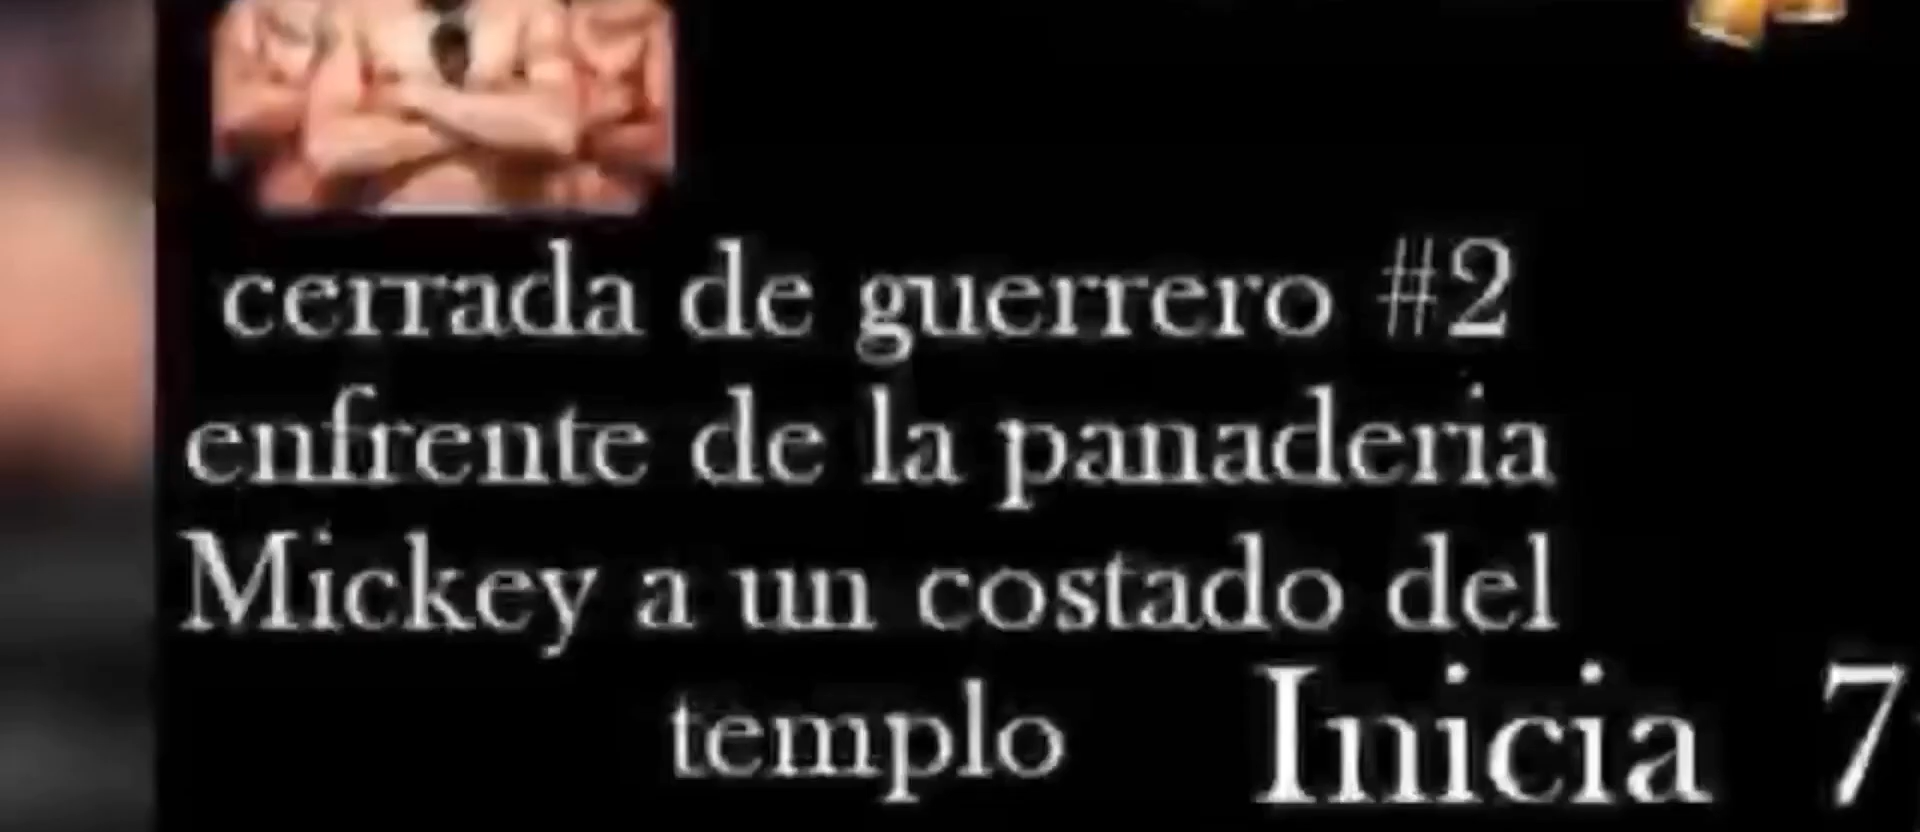 cerrada de guerrero #2
enfrente de la panaderia
Mickey a un costado del
templo
Inicia 7